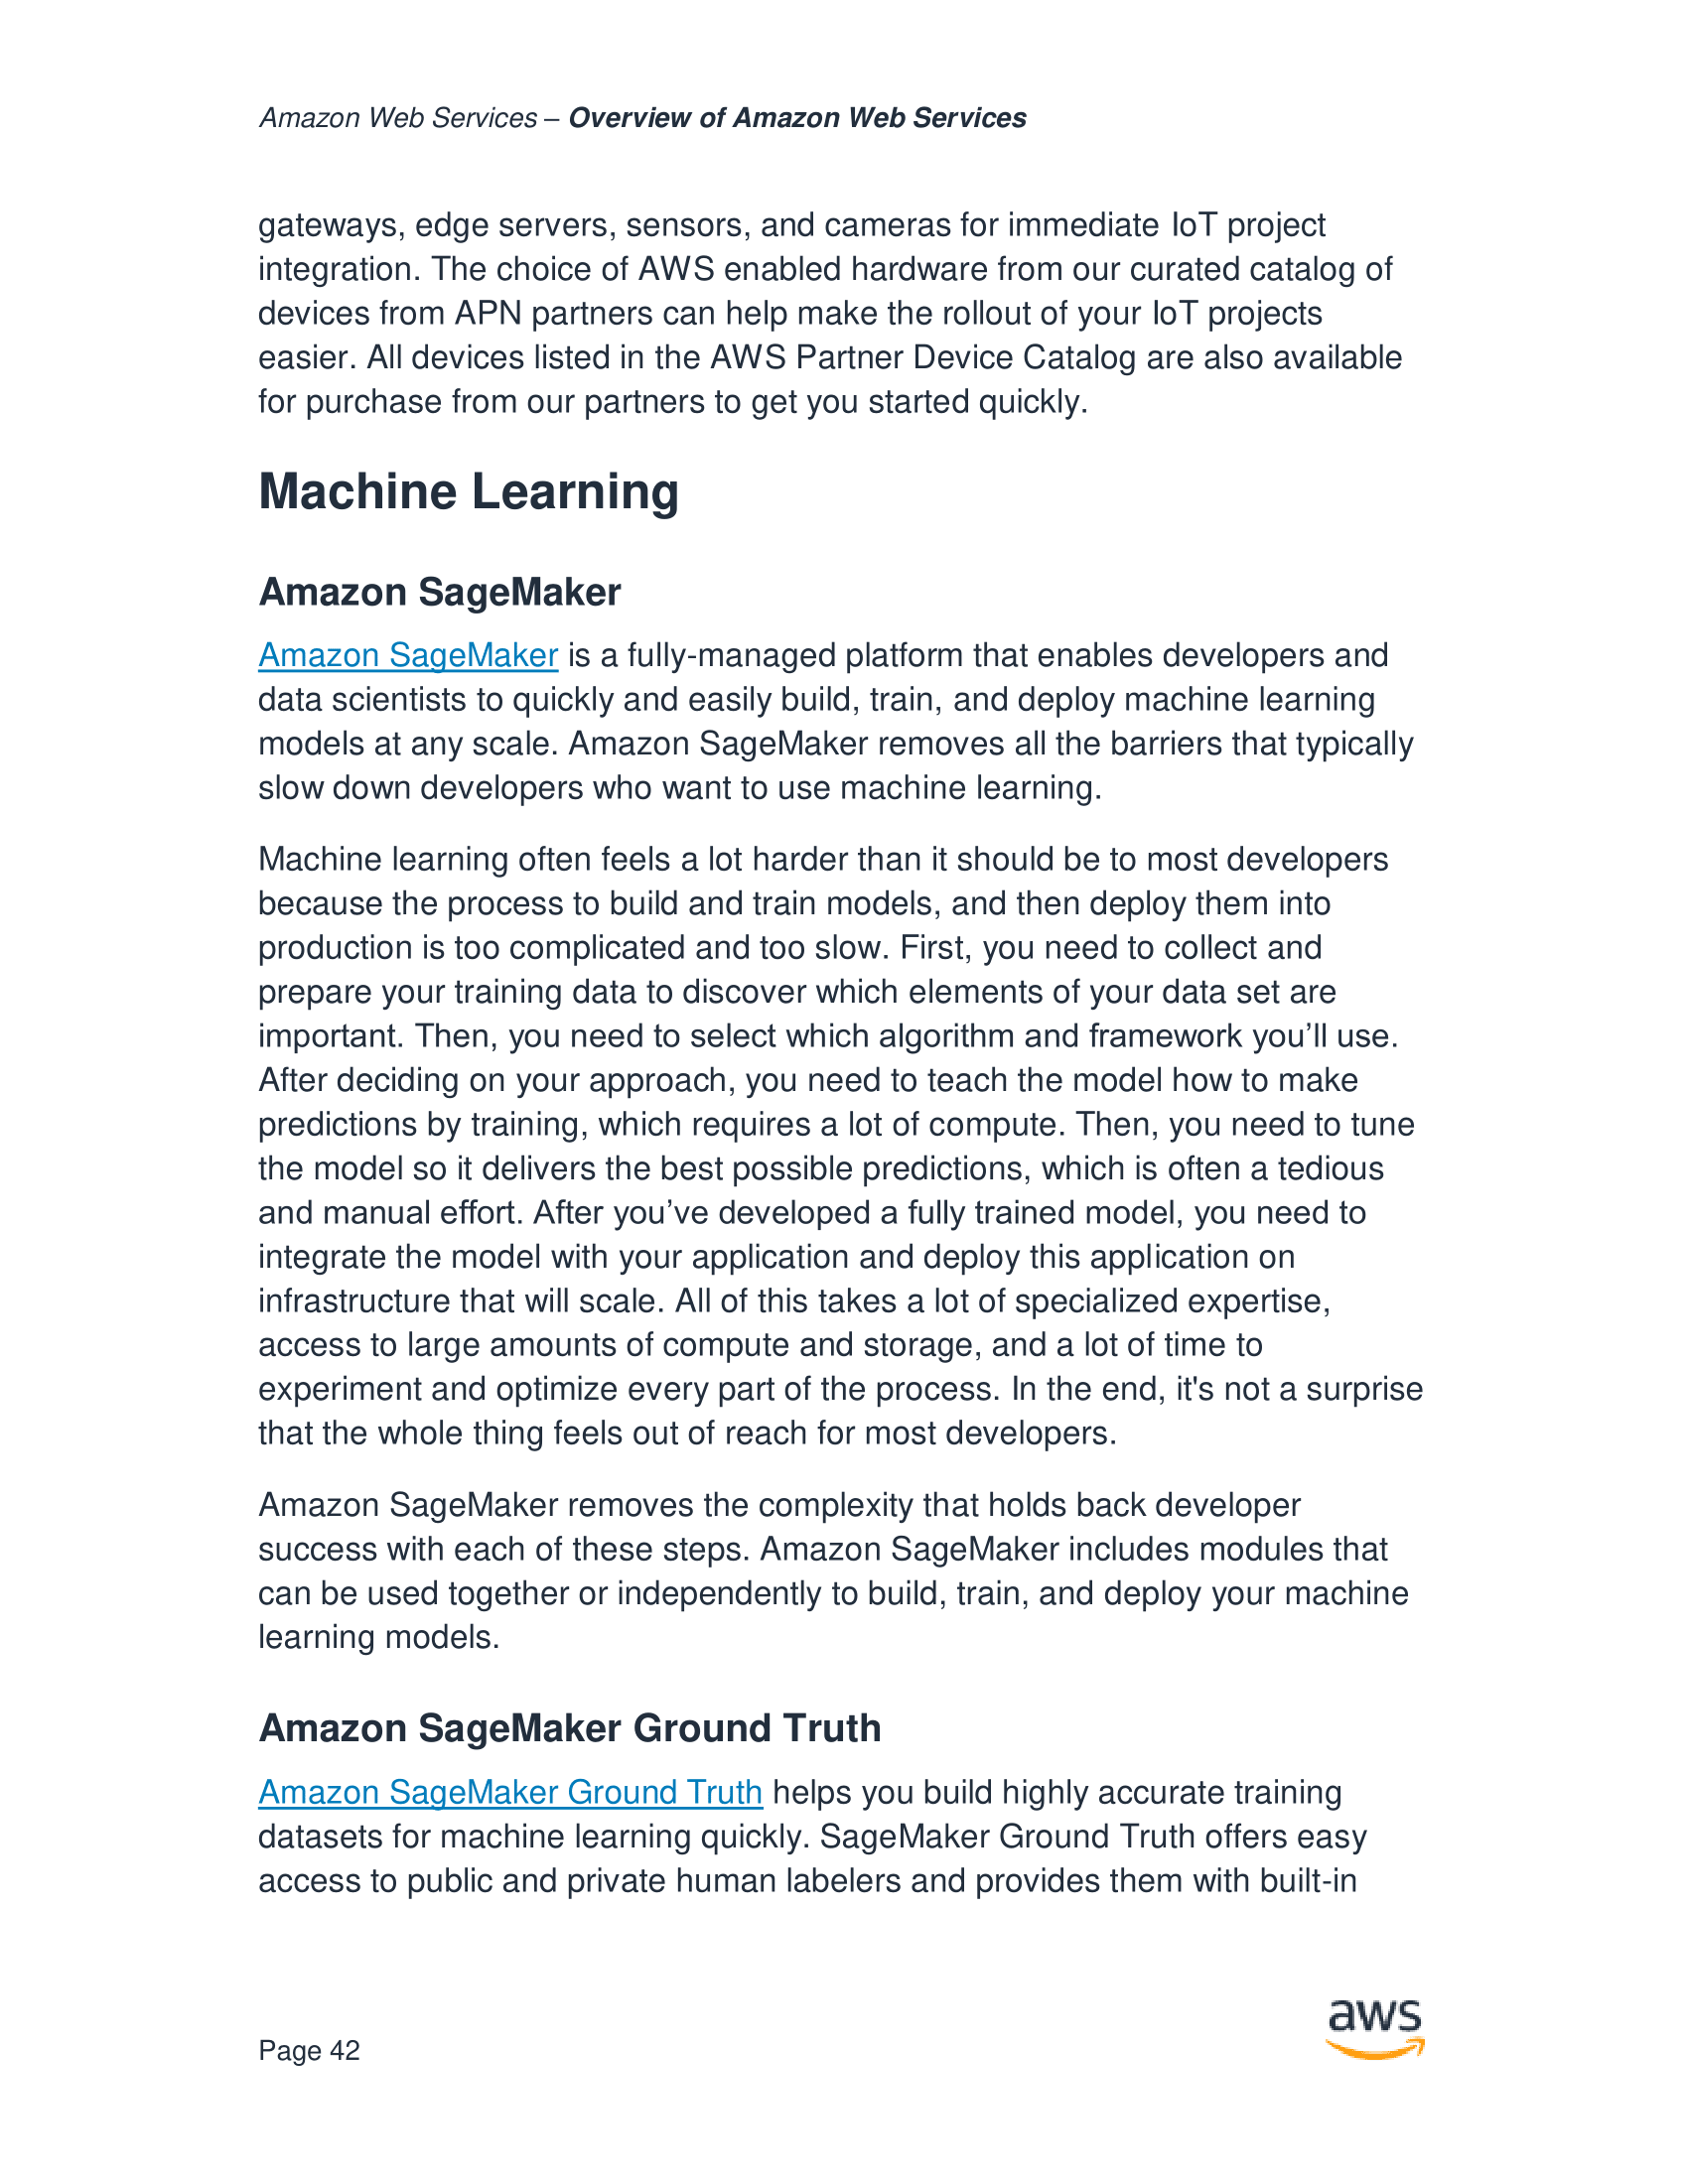 Amazon Web Services – Overview of Amazon Web Services
gateways, edge servers, sensors, and cameras for immediate IoT project
integration. The choice of AWS enabled hardware from our curated catalog of
devices from APN partners can help make the rollout of your IoT projects
easier. All devices listed in the AWS Partner Device Catalog are also available
for purchase from our partners to get you started quickly.
Machine Learning
Amazon SageMaker
Amazon SageMaker is a fully-managed platform that enables developers and
data scientists to quickly and easily build, train, and deploy machine learning
models at any scale. Amazon SageMaker removes all the barriers that typically
slow down developers who want to use machine learning.
Machine learning often feels a lot harder than it should be to most developers
because the process to build and train models, and then deploy them into
production is too complicated and too slow. First, you need to collect and
prepare your training data to discover which elements of your data set are
important. Then, you need to select which algorithm and framework you’ll use.
After deciding on your approach, you need to teach the model how to make
predictions by training, which requires a lot of compute. Then, you need to tune
the model so it delivers the best possible predictions, which is often a tedious
and manual effort. After you’ve developed a fully trained model, you need to
integrate the model with your application and deploy this application on
infrastructure that will scale. All of this takes a lot of specialized expertise,
access to large amounts of compute and storage, and a lot of time to
experiment and optimize every part of the process. In the end, it's not a surprise
that the whole thing feels out of reach for most developers.
Amazon SageMaker removes the complexity that holds back developer
success with each of these steps. Amazon SageMaker includes modules that
can be used together or independently to build, train, and deploy your machine
learning models.
Amazon SageMaker Ground Truth
Amazon SageMaker Ground Truth helps you build highly accurate training
datasets for machine learning quickly. SageMaker Ground Truth offers easy
access to public and private human labelers and provides them with built-in
aws
Page 42